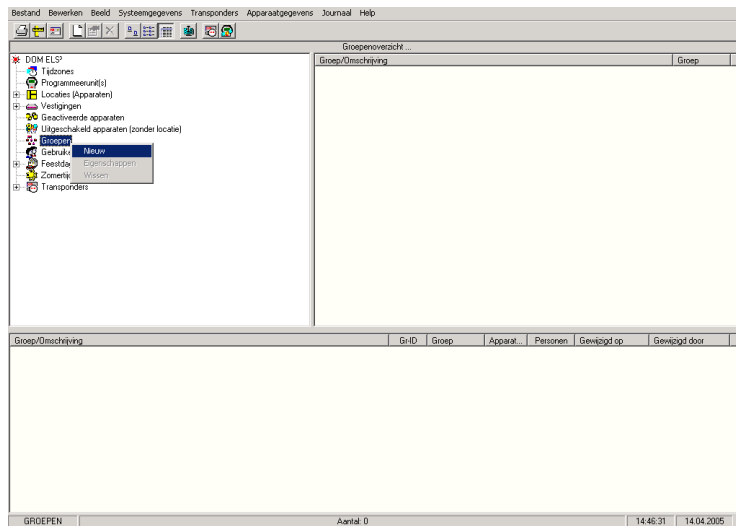 Bestand Bewerken Beeld Systeemgegevens Transponders Apparaatgegevens Journaal Help
Groepenoverzicht ...
DOM ELS³
Tijdzones
Programmeerunit(s)
Locaties (Apparaten)
Vestigingen
Geactiveerde apparaten
Uitgeschakeld apparaten (zonder locatie)
Groepen
Gebruike
Feestda
Zomertij
Transponders
Nieuw
Eigenschappen
Wissen
Groep/Omschrijving Groep
Groep/Omschrijving Gr-ID Groep Apparat... Personen Gewijzigd op Gewijzigd door
GROEPEN Aantal: 0 14:46:31 14.04.2005